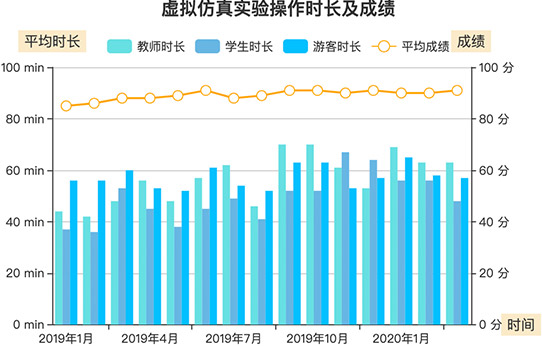 虚拟仿真实验操作时长及成绩
平均时长
教师时长 学生时长 游客时长 平均成绩
成绩
100 min
100 分
80 min
80 分
60 min
60 分
40 min
40 分
20 min
20 分
0 min
0 分
时间
2019年1月 2019年4月 2019年7月 2019年10月 2020年1月